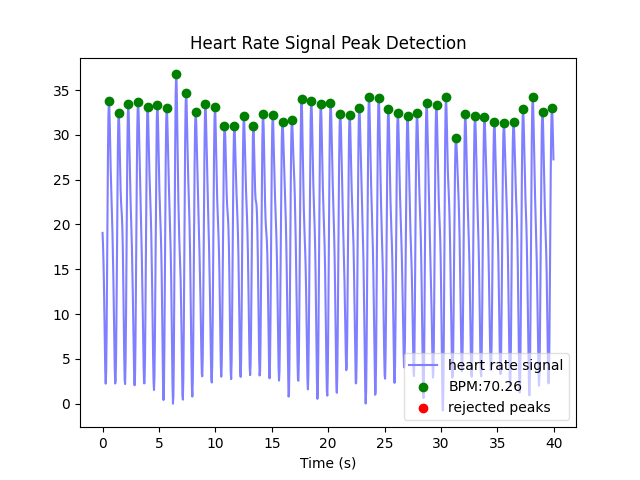 Heart Rate Signal Peak Detection
35
30
25
20
15
10
5
0
heart rate signal
BPM:70.26
rejected peaks
0 5 10 15 20 25 30 35 40
Time (s)